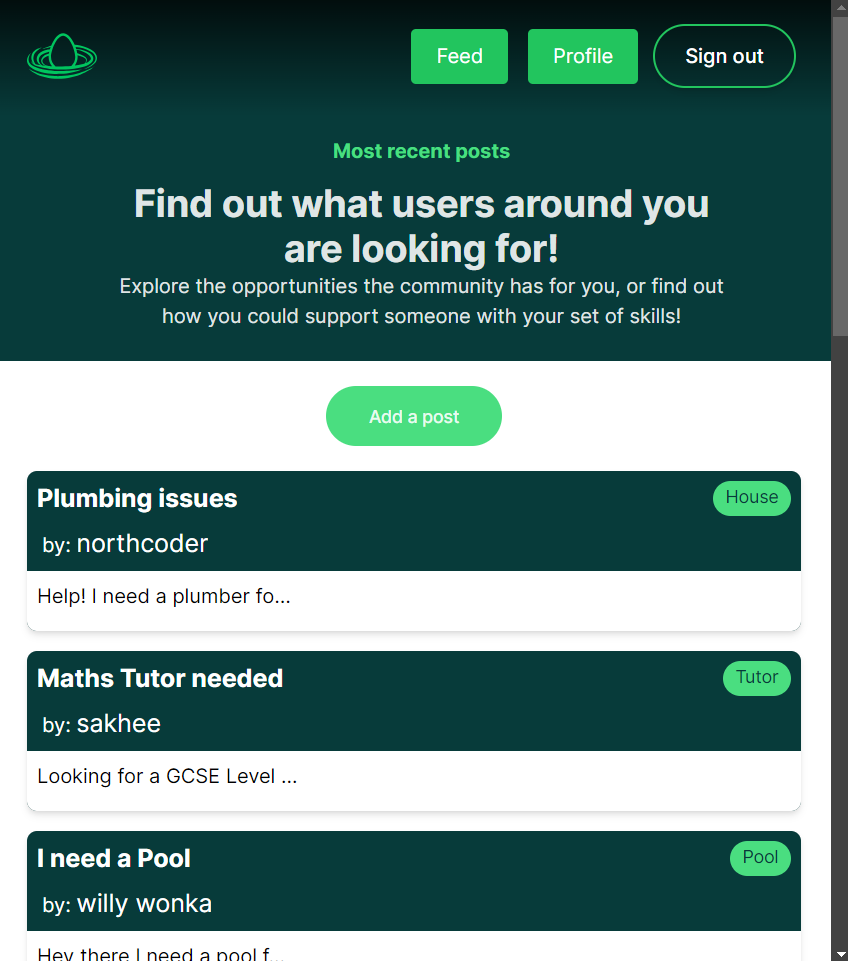 Feed
Profile
Sign out
Most recent posts
Find out what users around you
are looking for!
Explore the opportunities the community has for you, or find out
how you could support someone with your set of skills!
Add a post
Plumbing issues
House
by: northcoder
Help! I need a plumber fo...
Maths Tutor needed
Tutor
by: sakhee
Looking for a GCSE Level ...
I need a Pool
Pool
by: willy wonka
Hey there I need a pool f...